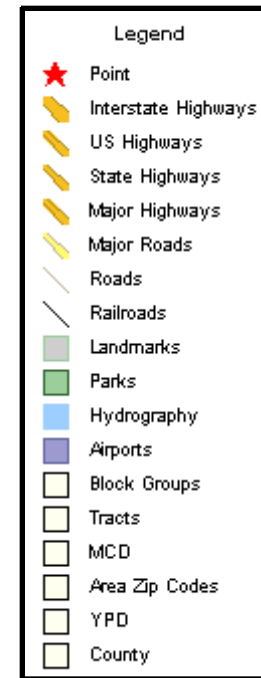 Legend
Point
Interstate Highways
US Highways
State Highways
Major Highways
Major Roads
Roads
Railroads
Landmarks
Parks
Hydrography
Airports
Block Groups
Tracts
MCD
Area Zip Codes
YPD
County